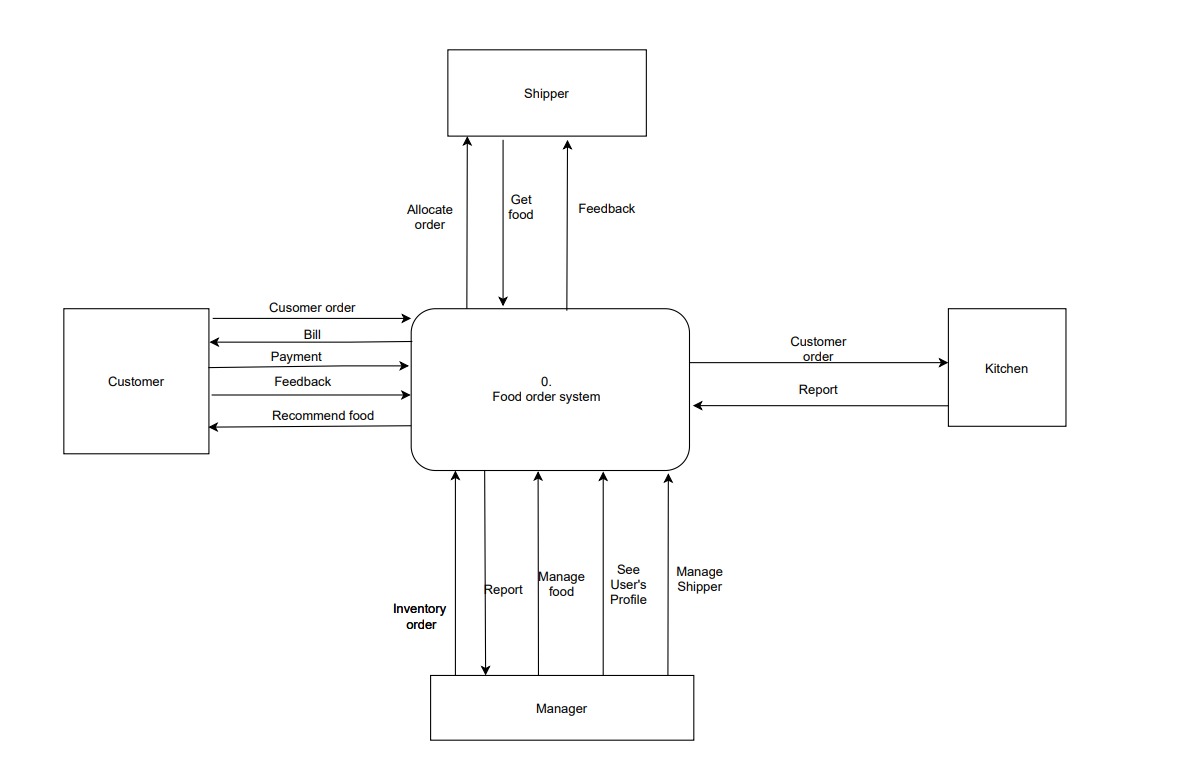 Shipper
Allocate
order
Get
food
Feedback
Cusomer order
Bill
Payment
Feedback
Recommend food
Customer
0.
Food order system
Customer
order
Report
Kitchen
Inventory
order
Report
Manage
food
See
User's
Profile
Manage
Shipper
Manager